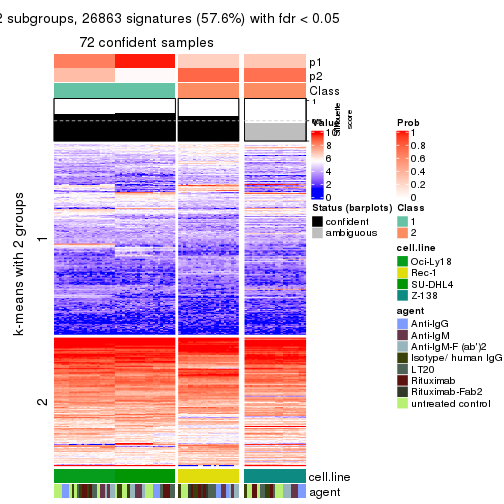 2 subgroups, 26863 signatures (57.6%) with fdr < 0.05
72 confident samples
p1
p2
Class
1
Silhouette
score
k-means with 2 groups
1
2
cell.line
agent
Value
10
8
6
4
2
0
Prob
1
0.8
0.6
0.4
0.2
0
Status (barplots)
confident
ambiguous
Class
1
2
cell.line
Oci-Ly18
Rec-1
SU-DHL4
Z-138
agent
Anti-IgG
Anti-IgM
Anti-IgM-F (ab')2
Isotype/ human IgG
LT20
Rituximab
Rituximab-Fab2
untreated control